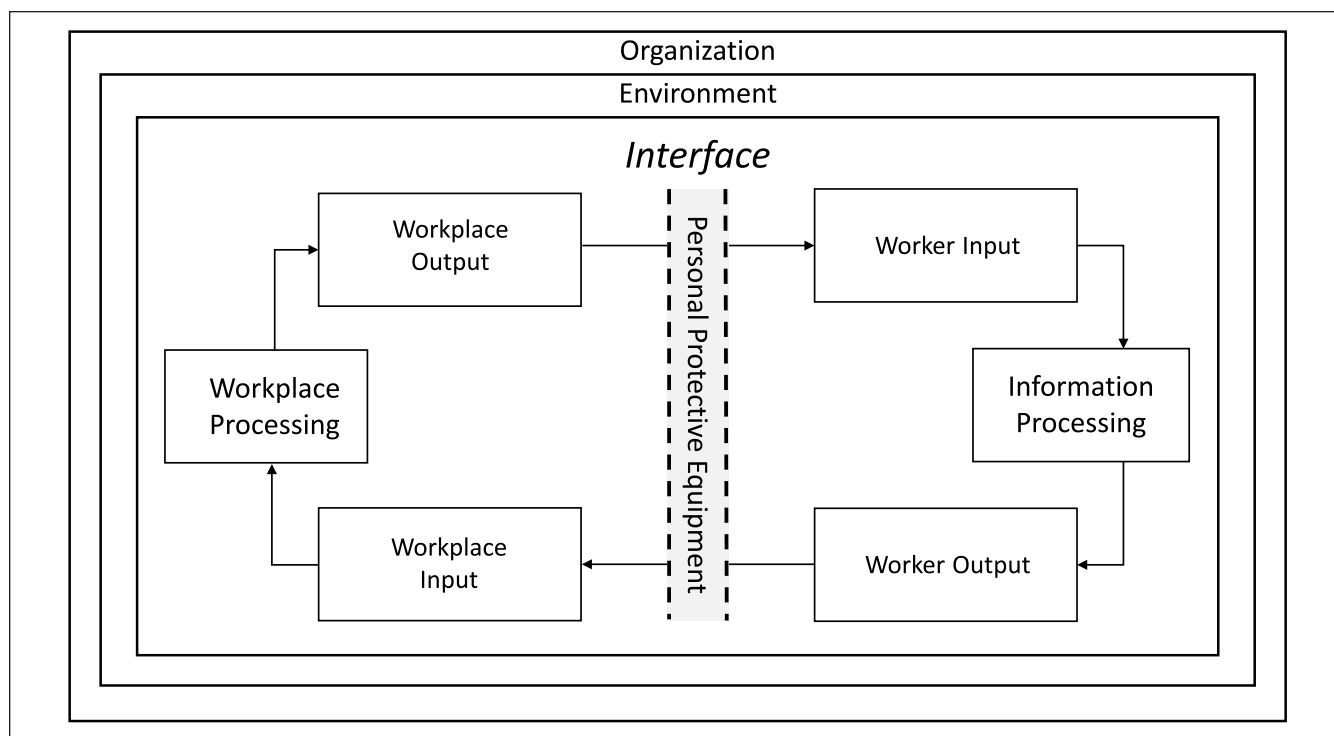 Organization
Environment
Interface
Workplace
Output
Personal Protective Equipment
Worker Input
Workplace
Processing
Information
Processing
Workplace
Input
Worker Output